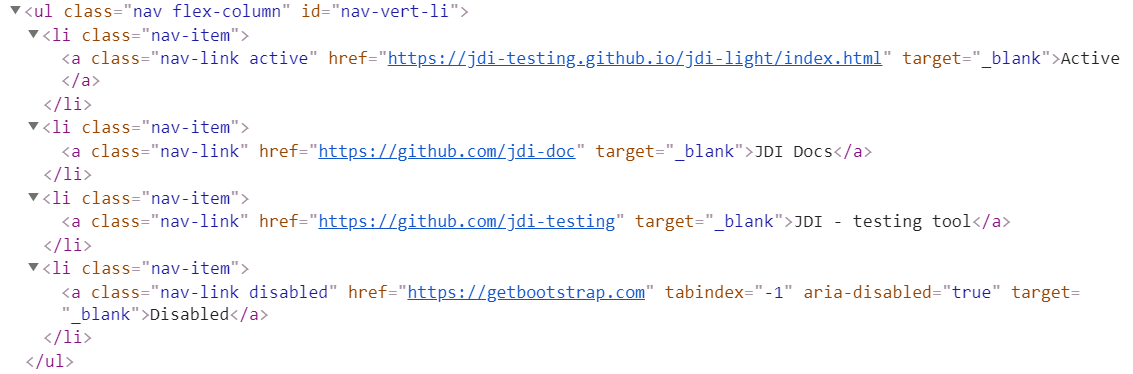 ▼<ul class="nav flex-column" id="nav-vert-li">
▼<li class="nav-item">
<a class="nav-link active" href="https://jdi-testing.github.io/jdi-light/index.html" target="_blank">Active
</a>
</li>
▼<li class="nav-item">
<a class="nav-link" href="https://github.com/jdi-doc" target="_blank">JDI Docs</a>
</li>
▼<li class="nav-item">
<a class="nav-link" href="https://github.com/jdi-testing" target="_blank">JDI - testing tool</a>
</li>
▼<li class="nav-item">
<a class="nav-link disabled" href="https://getbootstrap.com" tabindex="-1" aria-disabled="true" target=
"_blank">Disabled</a>
</li>
</ul>